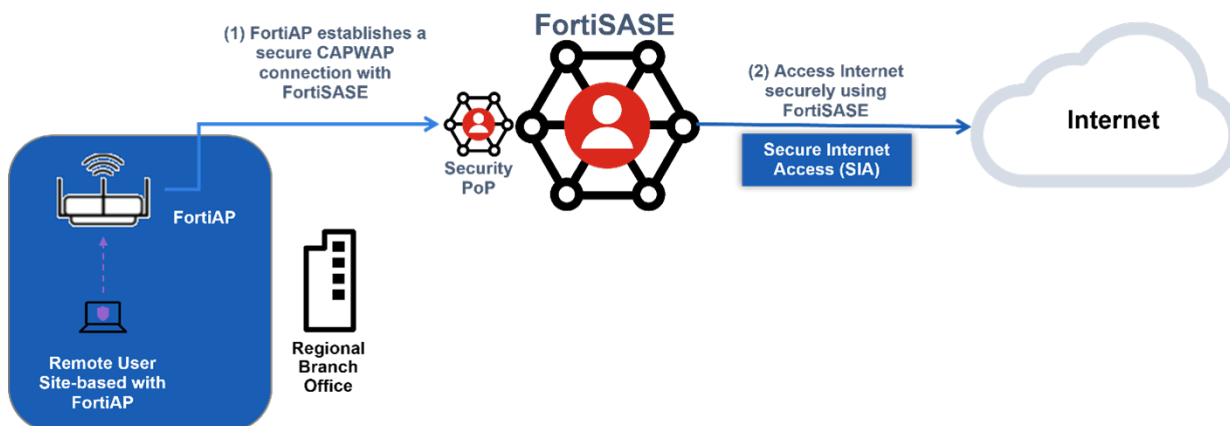 FortiSASE
(1) FortiAP establishes a
secure CAPWAP
connection with
FortiSASE
(2) Access Internet
securely using
FortiSASE
Internet
Secure Internet
Access (SIA)
Security
PoP
FortiAP
Remote User
Site-based with
FortiAP
Regional
Branch
Office